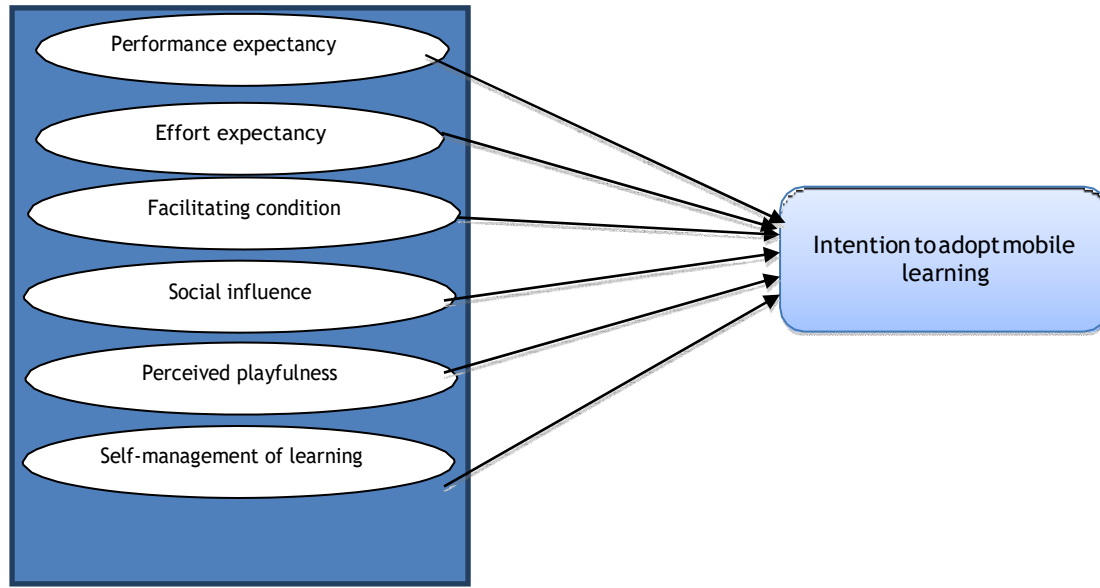 Performance expectancy
Effort expectancy
Facilitating condition
Social influence
Perceived playfulness
Self-management of learning
Intention to adopt mobile
learning